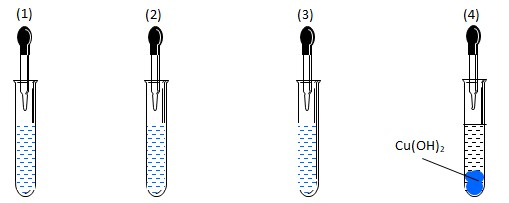 (1) (2) (3) (4)
Cu(OH)₂